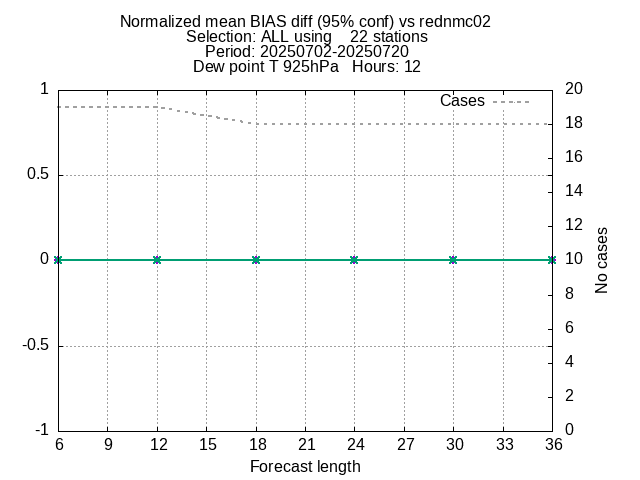 Normalized mean BIAS diff (95% conf) vs rednmc02
Selection: ALL using    22 stations
Period: 20250702-20250720
Dew point T 925hPa   Hours: 12
Cases
1
0.5
0
-0.5
-1
20
18
16
14
12
10
8
6
4
2
0
No cases
6 9 12 15 18 21 24 27 30 33 36
Forecast length